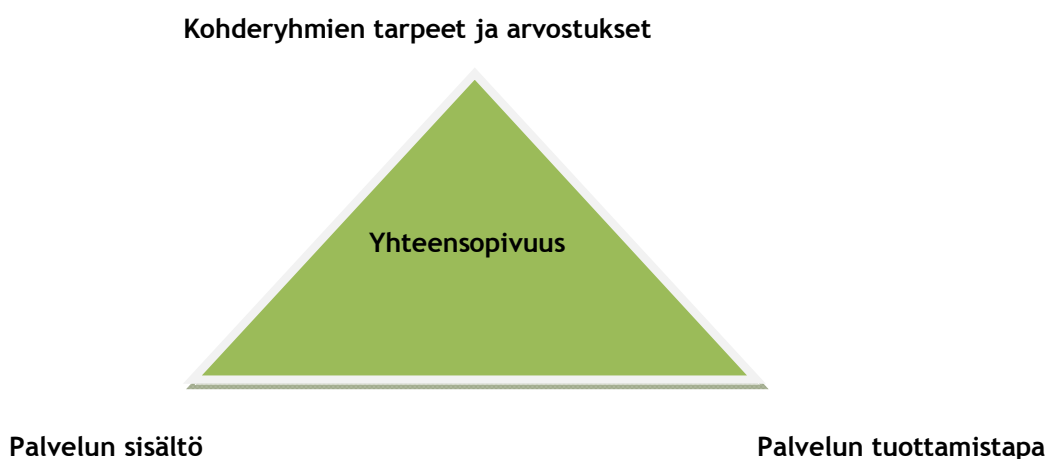 Kohderyhmien tarpeet ja arvostukset
Yhteensopivuus
Palvelun sisältö
Palvelun tuottamistapa